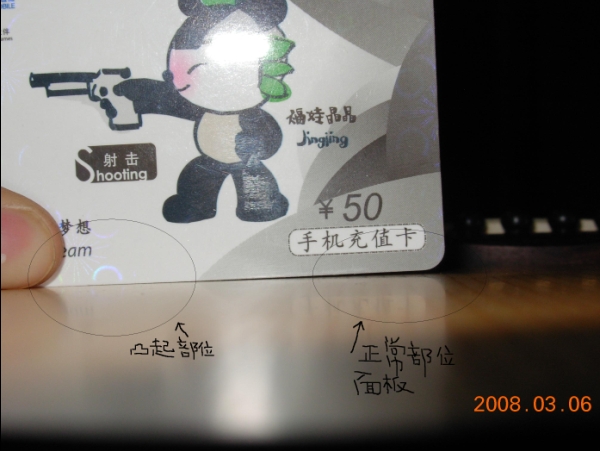 福娃晶晶
Jingjing
射击
Shooting
¥50
梦想
eam
手机充值卡
凸起部位
正常部位
面板
2008.03.06